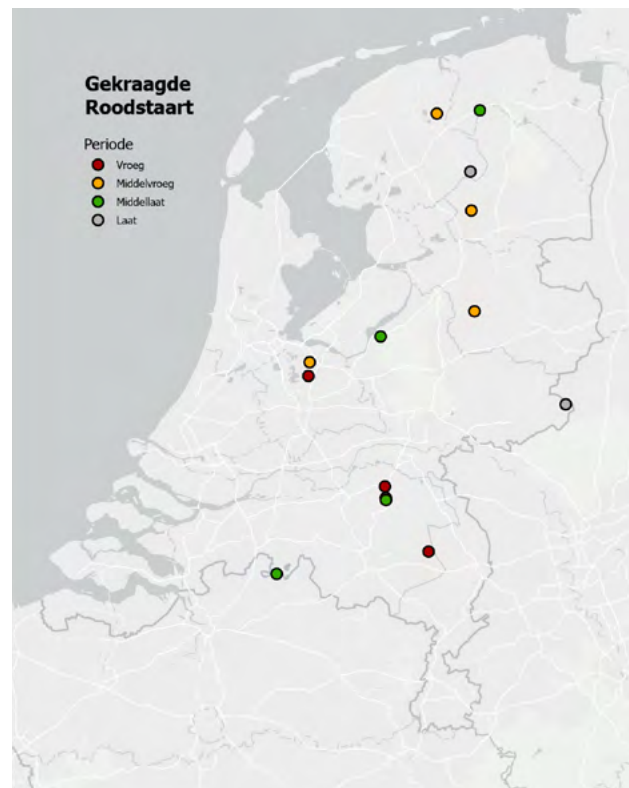 Gekraagde
Roodstaart
Periode
Vroeg
Middelvroeg
Middellaat
Laat